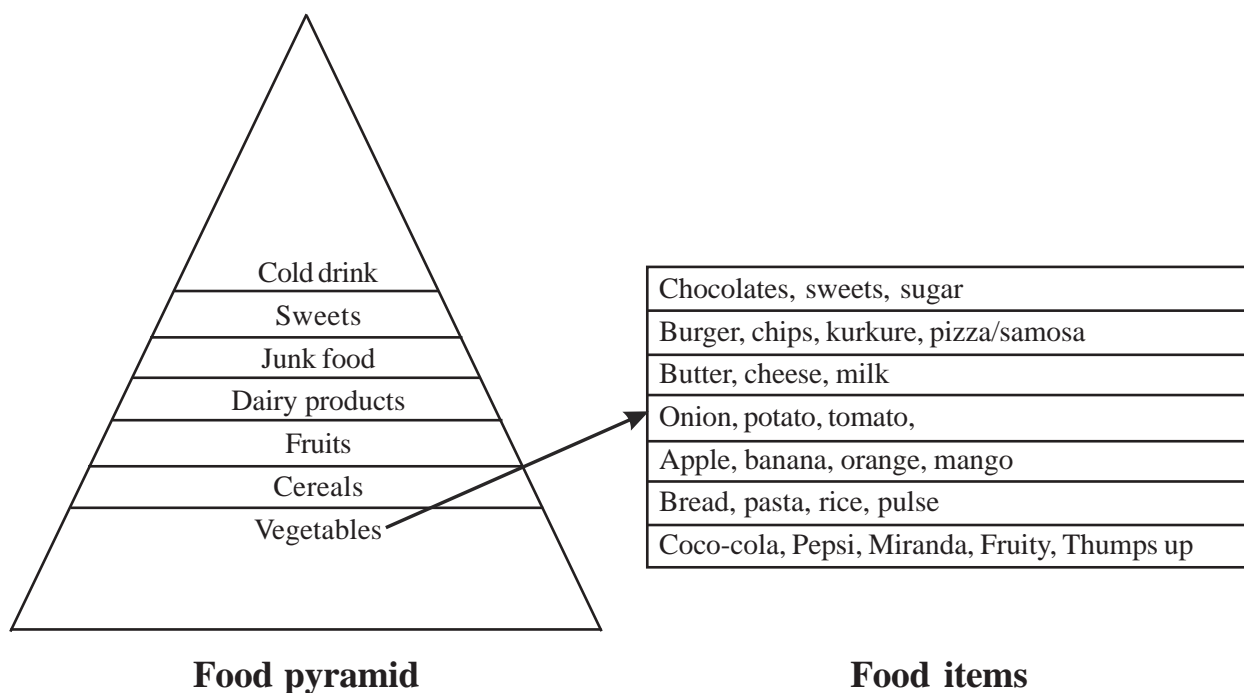 Cold drink
Sweets
Junk food
Dairy products
Fruits
Cereals
Vegetables
Chocolates, sweets, sugar
Burger, chips, kurkure, pizza/samosa
Butter, cheese, milk
Onion, potato, tomato,
Apple, banana, orange, mango
Bread, pasta, rice, pulse
Coco-cola, Pepsi, Miranda, Fruity, Thumps up
Food pyramid
Food items